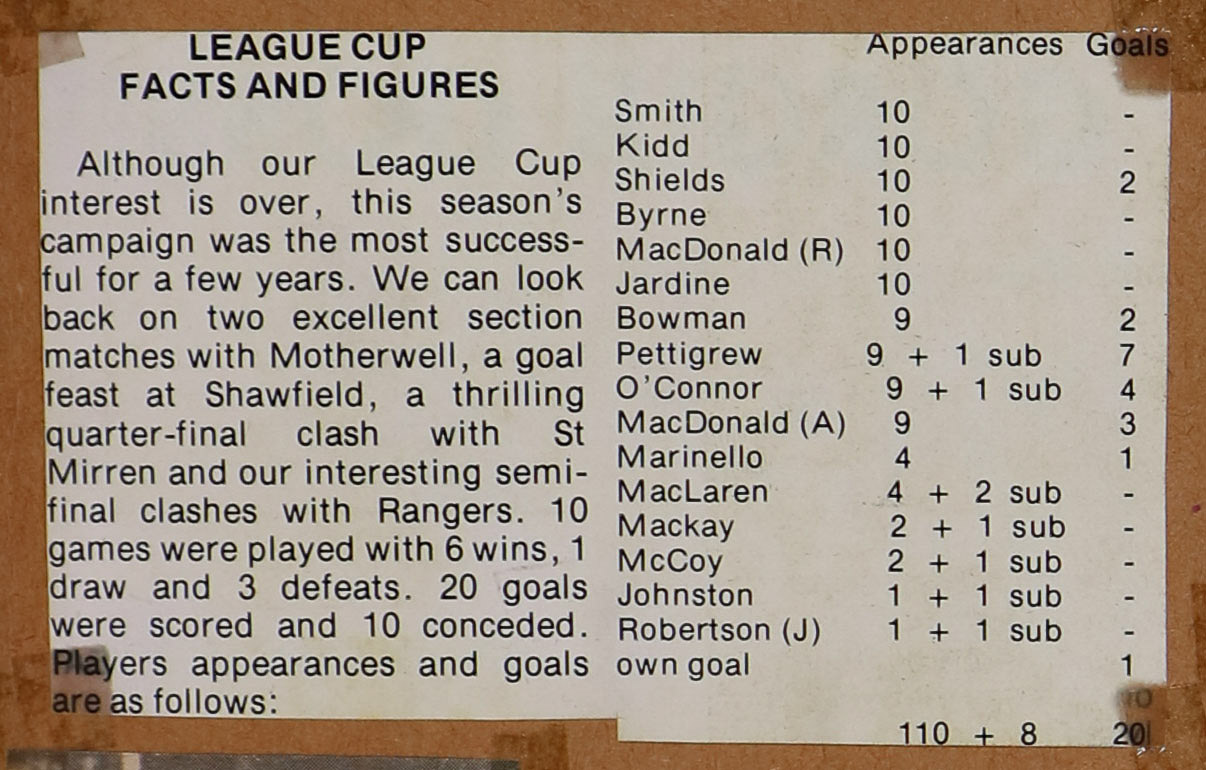 LEAGUE CUP
FACTS AND FIGURES
Although our League Cup
interest is over, this season's
campaign was the most success-
ful for a few years. We can look
back on two excellent section
matches with Motherwell, a goal
feast at Shawfield, a thrilling
quarter-final clash with St
Mirren and our interesting semi-
final clashes with Rangers. 10
games were played with 6 wins, 1
draw and 3 defeats. 20 goals
were scored and 10 conceded.
Players appearances and goals
are as follows:
Appearances Goals
Smith 10 -
Kidd 10 -
Shields 10 2
Byrne 10 -
MacDonald (R) 10 -
Jardine 10 -
Bowman 9 2
Pettigrew 9 + 1 sub 7
O'Connor 9 + 1 sub 4
MacDonald (A) 9 3
Marinello 4 1
MacLaren 4 + 2 sub -
Mackay 2 + 1 sub -
McCoy 2 + 1 sub -
Johnston 1 + 1 sub -
Robertson (J) 1 + 1 sub -
own goal 1
110 + 8 20